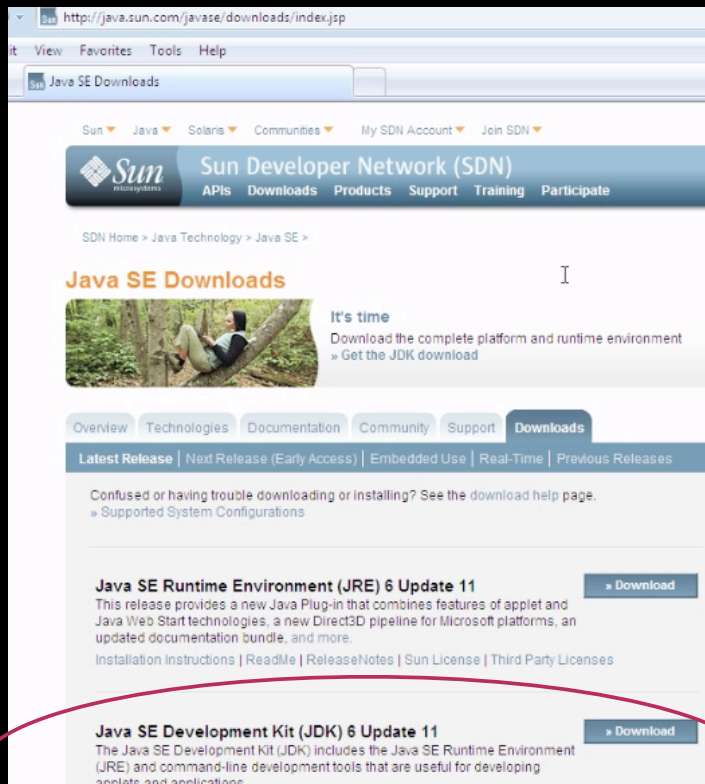 http://java.sun.com/javase/downloads/index.jsp
it View Favorites Tools Help
Sun Java SE Downloads
Sun Java Solaris Communities My SDN Account Join SDN
Sun microsystems
Sun Developer Network (SDN)
APIs Downloads Products Support Training Participate
SDN Home > Java Technology > Java SE >
Java SE Downloads
It's time
Download the complete platform and runtime environment
» Get the JDK download
Overview Technologies Documentation Community Support Downloads
Latest Release | Next Release (Early Access) | Embedded Use | Real-Time | Previous Releases
Confused or having trouble downloading or installing? See the download help page.
» Supported System Configurations
Java SE Runtime Environment (JRE) 6 Update 11
» Download
This release provides a new Java Plug-in that combines features of applet and
Java Web Start technologies, a new Direct3D pipeline for Microsoft platforms, an
updated documentation bundle, and more.
Installation Instructions | ReadMe | ReleaseNotes | Sun License | Third Party Licenses
Java SE Development Kit (JDK) 6 Update 11
» Download
The Java SE Development Kit (JDK) includes the Java SE Runtime Environment
(JRE) and command-line development tools that are useful for developing
applets and applications.